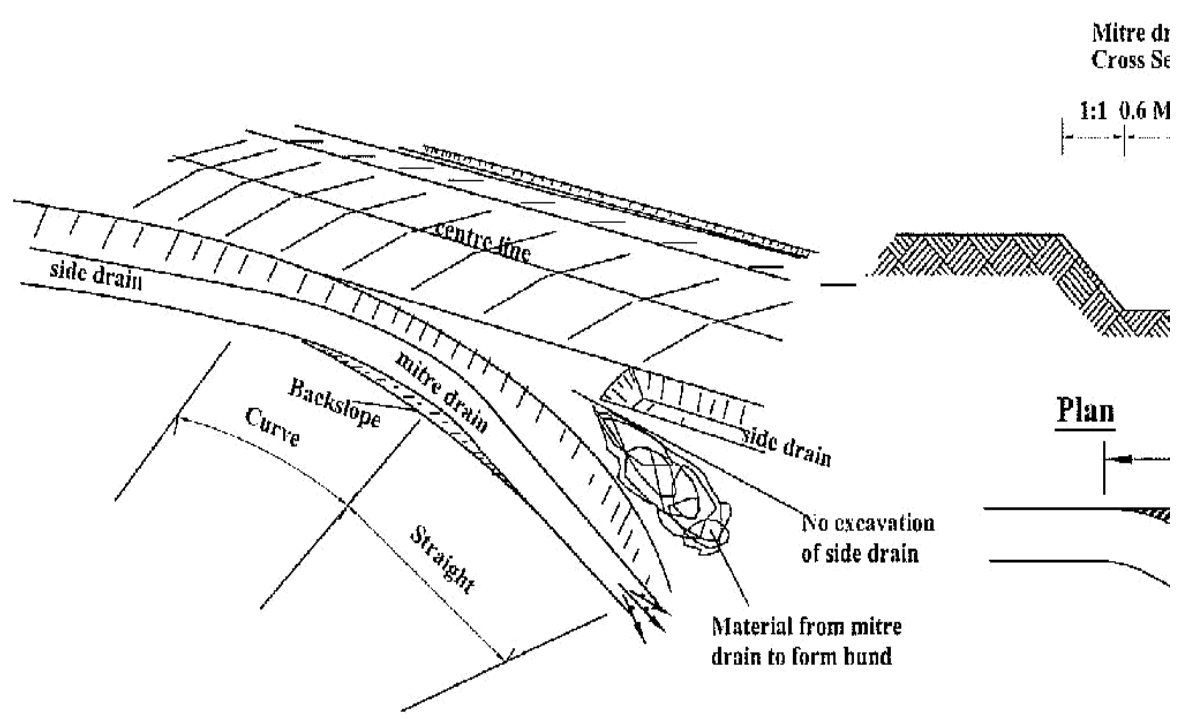 Mitre dr
Cross Se
1:1 0.6 M
centre line
side drain
mitre drain
Backslope
Curve
Plan
side drain
No excavation
of side drain
Straight
Material from mitre
drain to form bund